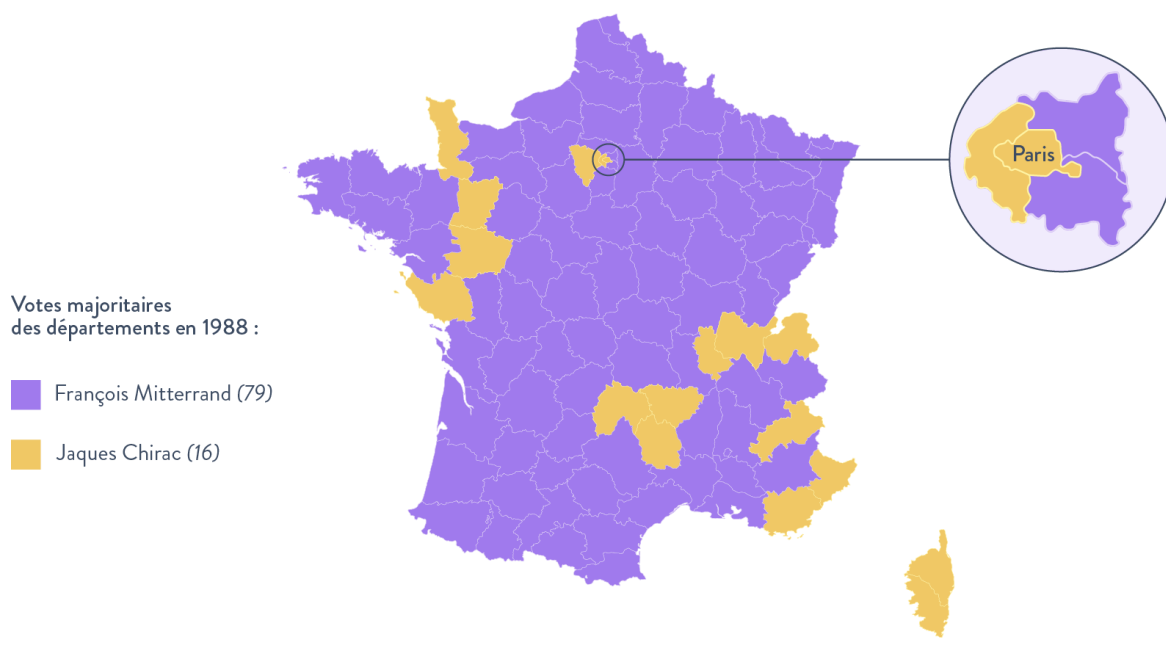 Paris
Votes majoritaires
des départements en 1988 :
François Mitterrand (79)
Jaques Chirac (16)